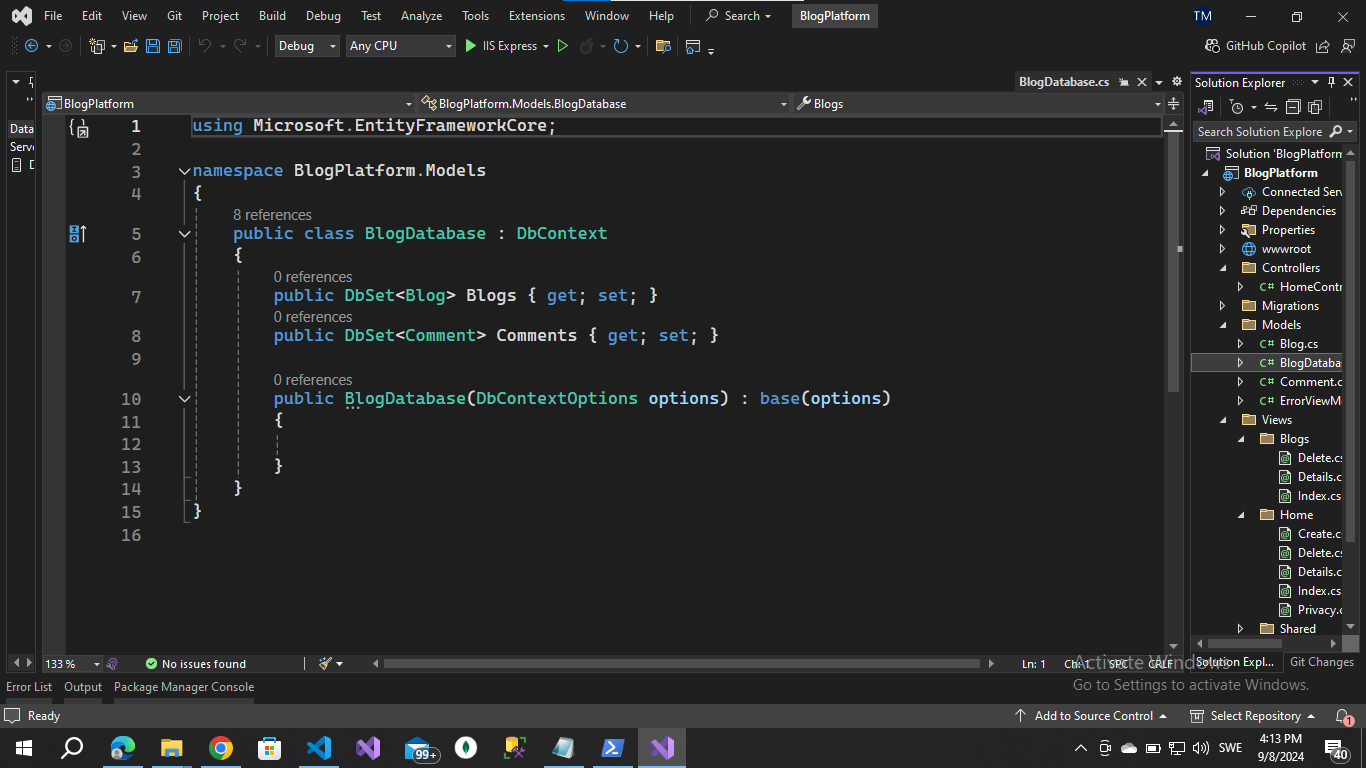 File Edit View Git Project Build Debug Test Analyze Tools Extensions Window Help Search BlogPlatform TM
Debug Any CPU IIS Express GitHub Copilot
BlogDatabase.cs
Solution Explorer
BlogPlatform BlogPlatform.Models.BlogDatabase Blogs
Data
Serv
Search Solution Explore
Solution 'BlogPlatform
BlogPlatform
Connected Serv
Dependencies
Properties
wwwroot
Controllers
C# HomeContr
Migrations
Models
C# Blog.cs
C# BlogDataba
C# Comment.c
C# ErrorViewM
Views
Blogs
Delete.cs
Details.c
Index.cs
Home
Create.cs
Delete.cs
Details.c
Index.cs
Privacy.c
Shared
1 using Microsoft.EntityFrameworkCore;
2
3 namespace BlogPlatform.Models
4 {
8 references
5 public class BlogDatabase : DbContext
6 {
0 references
7 public DbSet<Blog> Blogs { get; set; }
0 references
8 public DbSet<Comment> Comments { get; set; }
9
0 references
10 public BlogDatabase(DbContextOptions options) : base(options)
11 {
12
13 }
14 }
15 }
16
133 % No issues found Ln: 1 Ch: 1 SPC CRLF
Solution Expl... Git Changes
Activate Windows
Go to Settings to activate Windows.
Error List Output Package Manager Console
Ready Add to Source Control Select Repository 1
99+ SWE 4:13 PM
9/8/2024 40